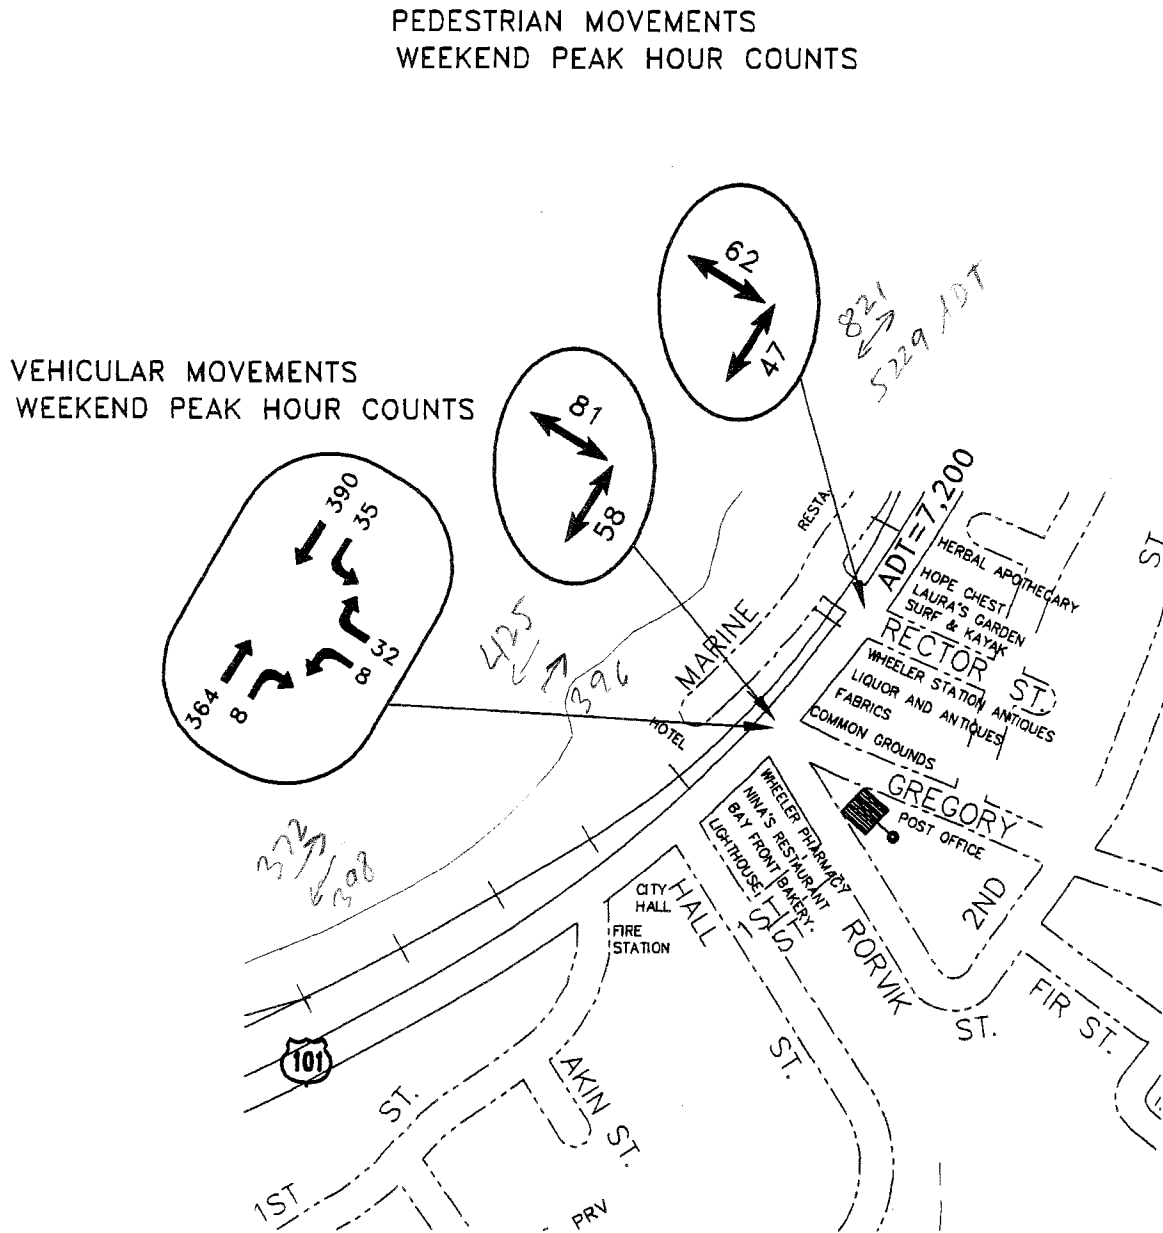 PEDESTRIAN MOVEMENTS
WEEKEND PEAK HOUR COUNTS
62
47
821
5229 ADT
VEHICULAR MOVEMENTS
WEEKEND PEAK HOUR COUNTS
81
58
390
35
32
8
364
8
425
396
372
398
RESTA.
ADT=7,200
HERBAL APOTHECARY
HOPE CHEST
LAURA'S GARDEN
SURF & KAYAK
ST
MARINE
RECTOR ST.
WHEELER STATION ANTIQUES
LIQUOR AND ANTIQUES
FABRICS
COMMON GROUNDS
HOTEL
GREGORY
POST OFFICE
WHEELER PHARMACY
NINA'S RESTAURANT
BAY FRONT BAKERY
LIGHTHOUSE
CITY
HALL
FIRE
STATION
HALL
ST.
RORVIK
ST.
2ND
FIR ST.
101
AKIN ST.
1ST
ST.
PRV